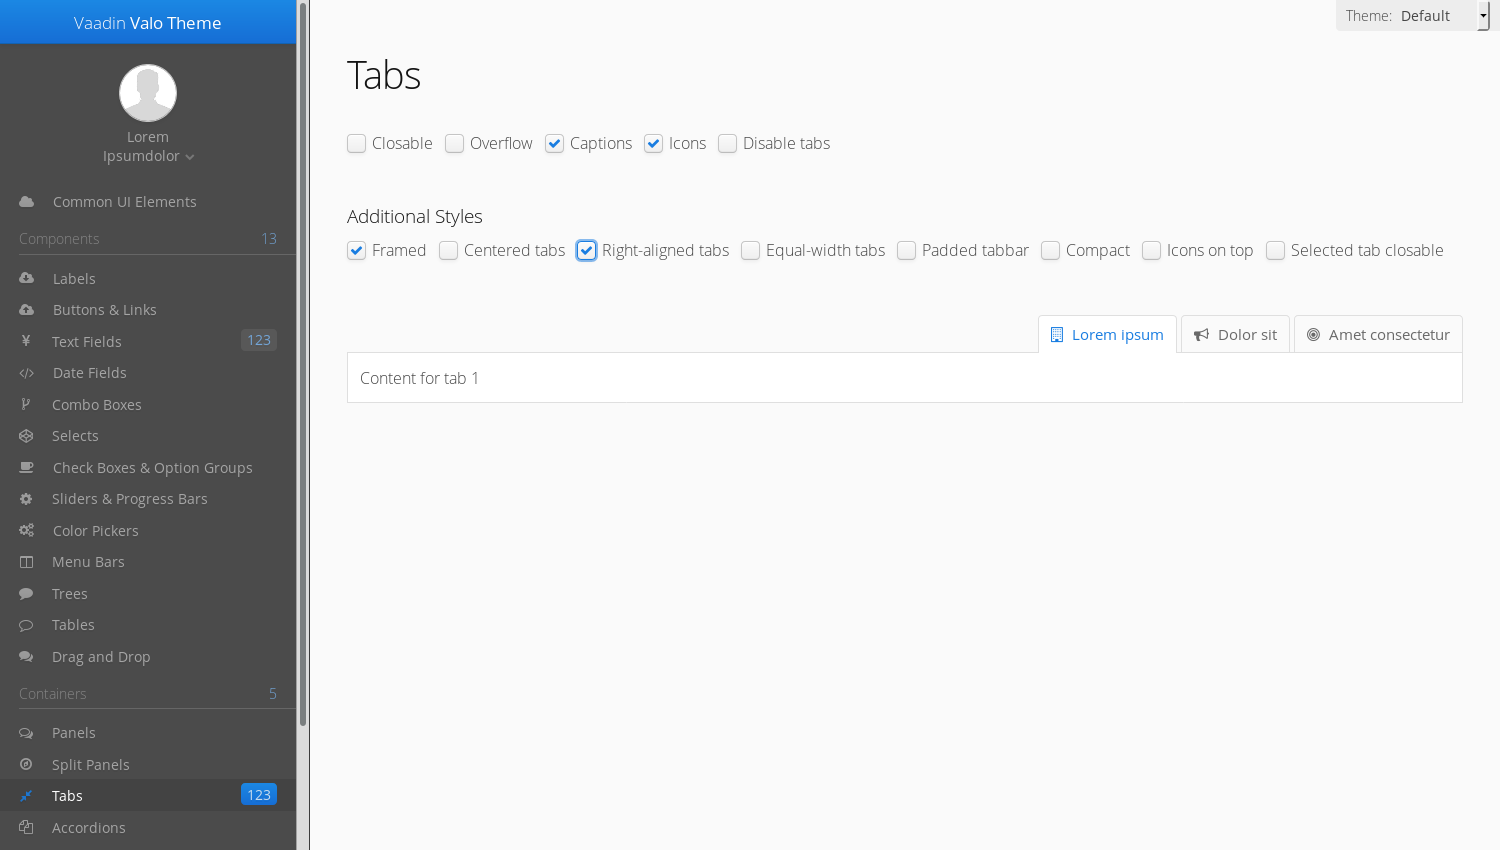 Vaadin Valo Theme
Lorem
Ipsumdolor
Common UI Elements
Components 13
Labels
Buttons & Links
Text Fields 123
Date Fields
Combo Boxes
Selects
Check Boxes & Option Groups
Sliders & Progress Bars
Color Pickers
Menu Bars
Trees
Tables
Drag and Drop
Containers 5
Panels
Split Panels
Tabs 123
Accordions
Theme: Default
Tabs
Closable Overflow Captions Icons Disable tabs
Additional Styles
Framed Centered tabs Right-aligned tabs Equal-width tabs Padded tabbar Compact Icons on top Selected tab closable
Lorem ipsum Dolor sit Amet consectetur
Content for tab 1